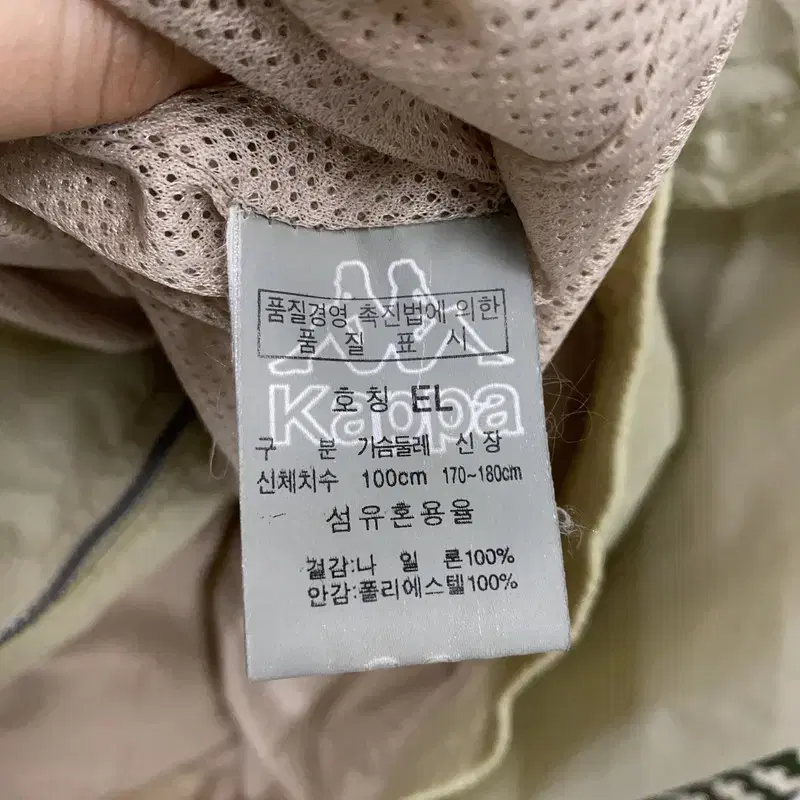 품질경영 촉진법에 의한
품 질 표 시
Kappa
호칭 EL
구 분 가슴둘레 신 장
신체치수 100cm 170~180cm
섬유혼용율
겉감:나 일 론100%
안감:폴리에스텔100%